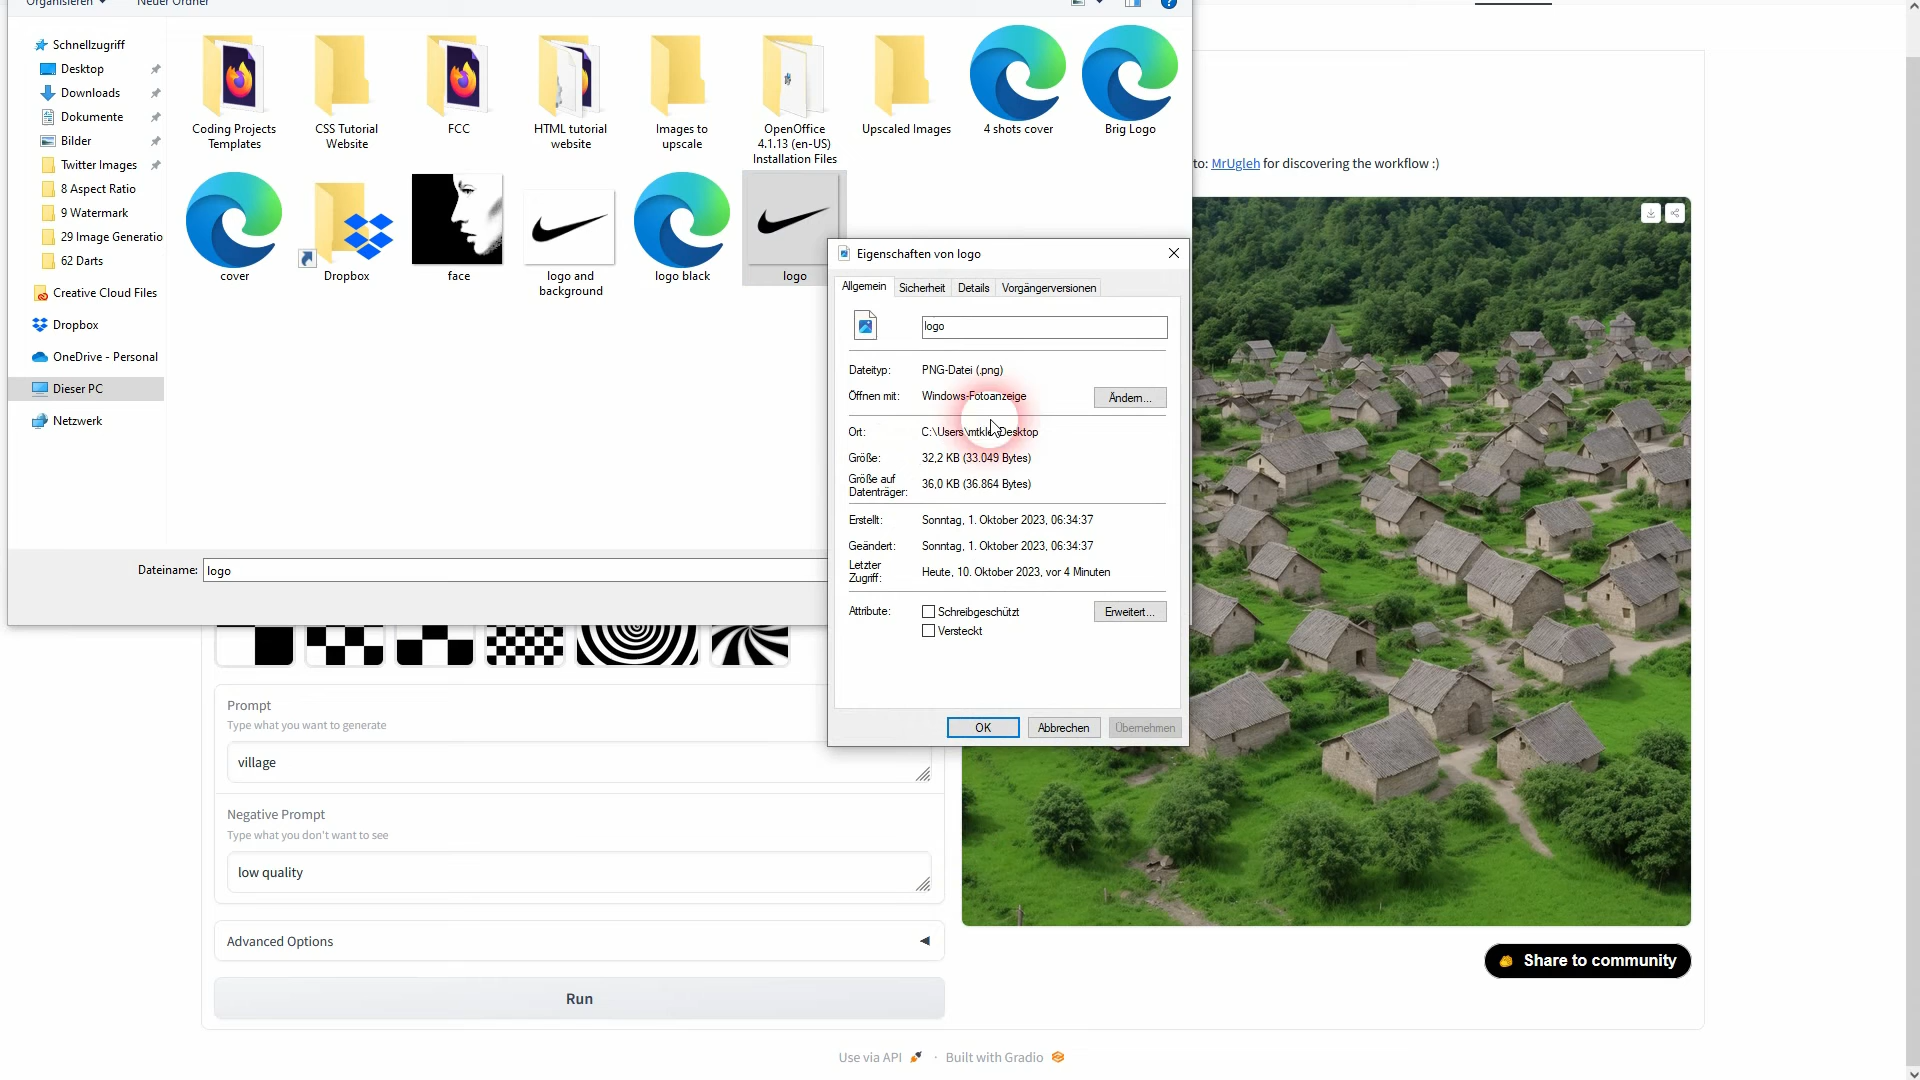 Organisieren
Neuer Ordner
?
Schnellzugriff
Desktop
Downloads
Dokumente
Bilder
Twitter Images
8 Aspect Ratio
9 Watermark
29 Image Generatio
62 Darts
Creative Cloud Files
Dropbox
OneDrive - Personal
Dieser PC
Netzwerk
Coding Projects
Templates
CSS Tutorial
Website
FCC
HTML tutorial
website
Images to
upscale
OpenOffice
4.1.13 (en-US)
Installation Files
Upscaled Images
4 shots cover
Brig Logo
cover
Dropbox
face
logo and
background
logo black
logo
Dateiname:
logo
Eigenschaften von logo
Allgemein
Sicherheit
Details
Vorgängerversionen
logo
Dateityp:
PNG-Datei (.png)
Öffnen mit:
Windows-Fotoanzeige
Ändern...
Ort:
C:\Users\mtkle\Desktop
Größe:
32,2 KB (33.049 Bytes)
Größe auf
Datenträger:
36,0 KB (36.864 Bytes)
Erstellt:
Sonntag, 1. Oktober 2023, 06:34:37
Geändert:
Sonntag, 1. Oktober 2023, 06:34:37
Letzter
Zugriff:
Heute, 10. Oktober 2023, vor 4 Minuten
Attribute:
Schreibgeschützt
Erweitert...
Versteckt
OK
Abbrechen
Übernehmen
to: MrUgleh for discovering the workflow :)
Prompt
Type what you want to generate
village
Negative Prompt
Type what you don't want to see
low quality
Advanced Options
Run
Share to community
Use via API
·
Built with Gradio